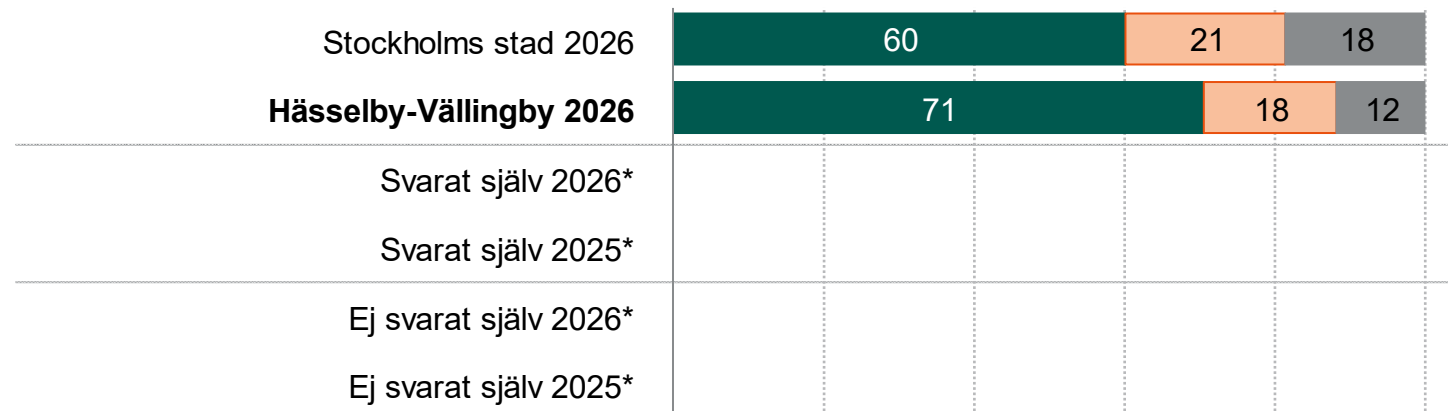 Stockholms stad 2026 60 21 18
Hässelby-Vällingby 2026 71 18 12
Svarat själv 2026*
Svarat själv 2025*
Ej svarat själv 2026*
Ej svarat själv 2025*